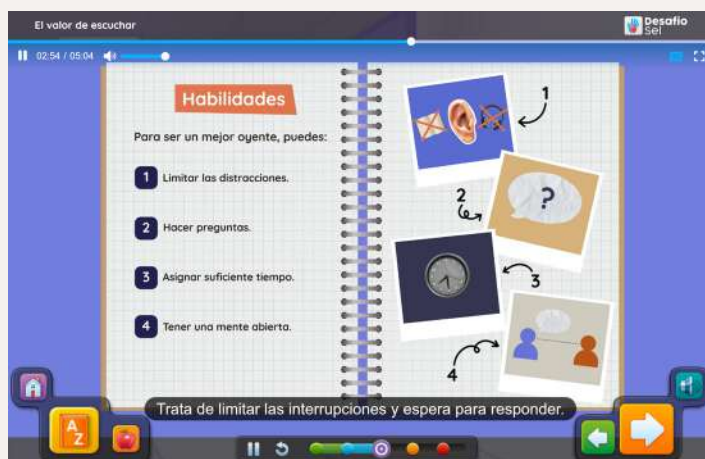 El valor de escuchar
Desafío
Sel
02:54 / 05:04
Habilidades
Para ser un mejor oyente, puedes:
1 Limitar las distracciones.
2 Hacer preguntas.
3 Asignar suficiente tiempo.
4 Tener una mente abierta.
1
?
2
3
4
Trata de limitar las interrupciones y espera para responder.
A
Z